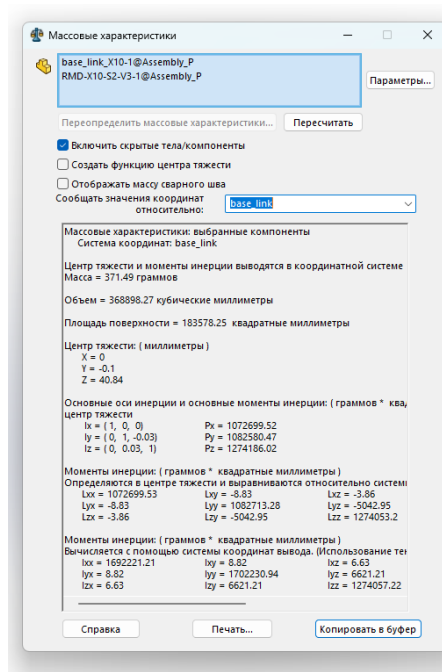 Массовые характеристики
base_link_X10-1@Assembly_P
RMD-X10-S2-V3-1@Assembly_P
Параметры...
Переопределить массовые характеристики...
Пересчитать
Включить скрытые тела/компоненты
Создать функцию центра тяжести
Отображать массу сварного шва
Сообщать значения координат
относительно:
base_link
Массовые характеристики: выбранные компоненты
Система координат: base_link
Центр тяжести и моменты инерции выводятся в координатной системе
Масса = 371.49 граммов
Объем = 368898.27 кубические миллиметры
Площадь поверхности = 183578.25 квадратные миллиметры
Центр тяжести: ( миллиметры )
X = 0
Y = -0.1
Z = 40.84
Основные оси инерции и основные моменты инерции: ( граммов * ква
центр тяжести
Ix = ( 1, 0, 0) Px = 1072699.52
Iy = ( 0, 1, -0.03) Py = 1082580.47
Iz = ( 0, 0.03, 1) Pz = 1274186.02
Моменты инерции: ( граммов * квадратные миллиметры )
Определяются в центре тяжести и выравниваются относительно систем
Lxx = 1072699.53 Lxy = -8.83 Lxz = -3.86
Lyx = -8.83 Lyy = 1082713.28 Lyz = -5042.95
Lzx = -3.86 Lzy = -5042.95 Lzz = 1274053.2
Моменты инерции: ( граммов * квадратные миллиметры )
Вычисляется с помощью системы координат вывода. (Использование тен
Ixx = 1692221.21 Ixy = 8.82 Ixz = 6.63
Iyx = 8.82 Iyy = 1702230.94 Iyz = 6621.21
Izx = 6.63 Izy = 6621.21 Izz = 1274057.22
Справка
Печать...
Копировать в буфер